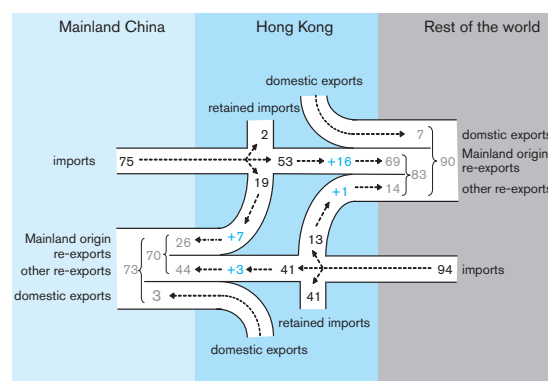 Mainland China Hong Kong Rest of the world
domestic exports
retained imports
2
7
domstic exports
imports 75 53 +16 69
83
90
Mainland origin
re-exports
19
+1
14
other re-exports
Mainland origin
re-exports
26
+7
13
70
73
other re-exports
44 +3 41 94 imports
domestic exports
3
41
retained imports
domestic exports